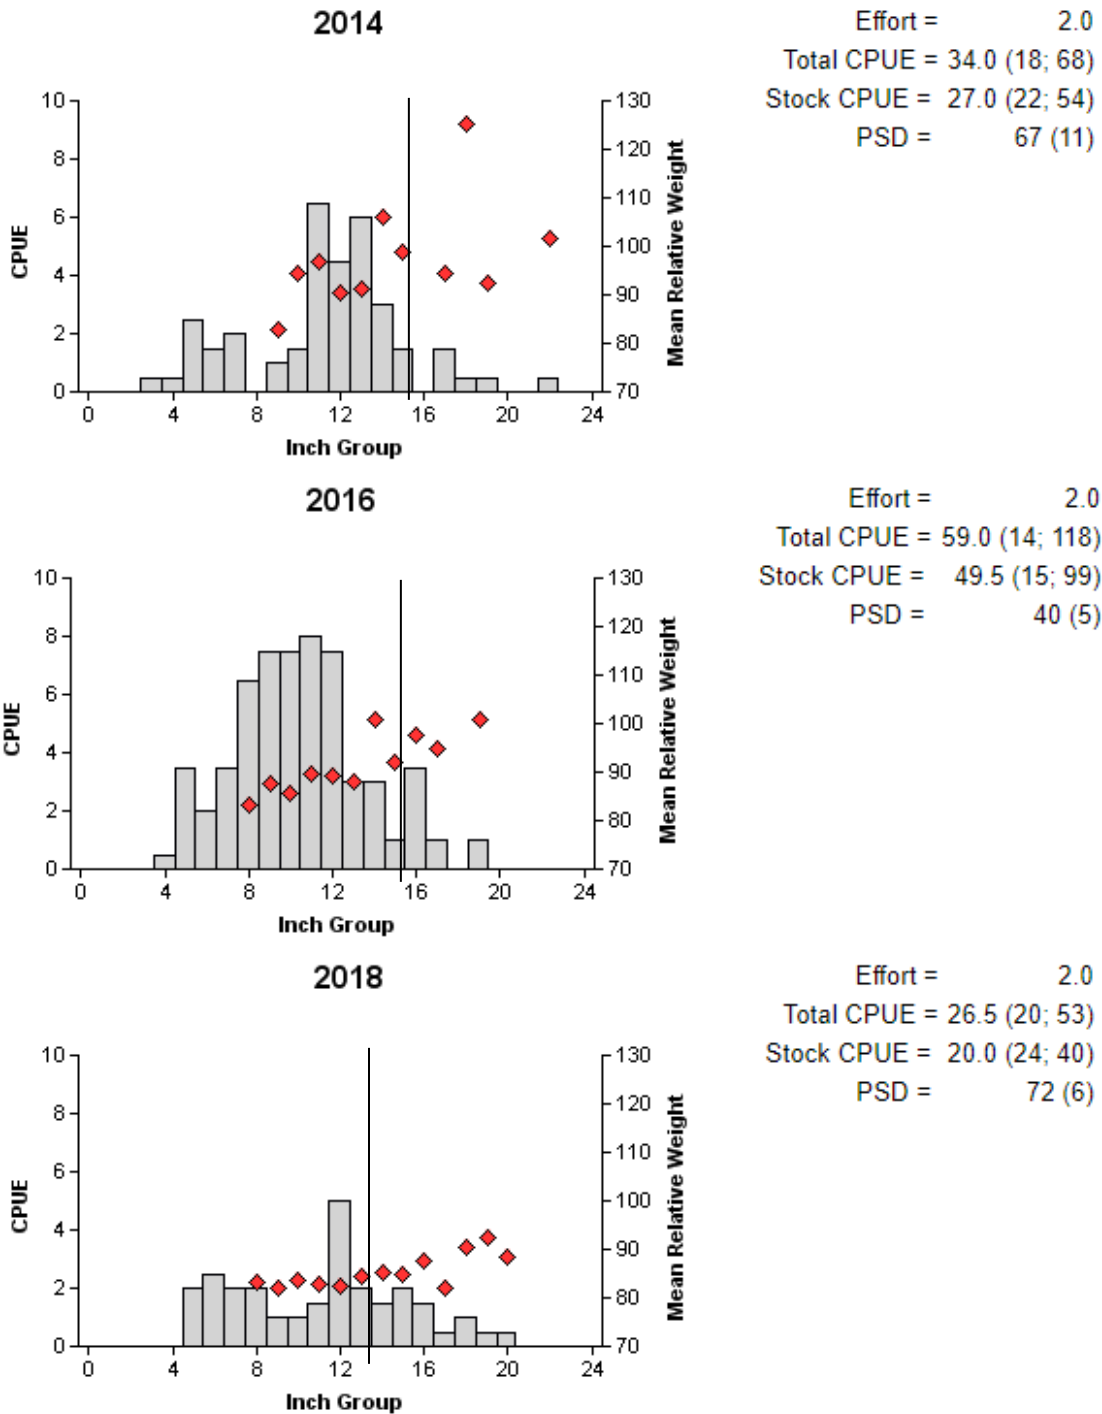 2014
Effort = 2.0
Total CPUE = 34.0 (18; 68)
Stock CPUE = 27.0 (22; 54)
PSD = 67 (11)
10
8
6
4
2
0
CPUE
130
120
110
100
90
80
70
Mean Relative Weight
0 4 8 12 16 20 24
Inch Group
2016
Effort = 2.0
Total CPUE = 59.0 (14; 118)
Stock CPUE = 49.5 (15; 99)
PSD = 40 (5)
10
8
6
4
2
0
CPUE
130
120
110
100
90
80
70
Mean Relative Weight
0 4 8 12 16 20 24
Inch Group
2018
Effort = 2.0
Total CPUE = 26.5 (20; 53)
Stock CPUE = 20.0 (24; 40)
PSD = 72 (6)
10
8
6
4
2
0
CPUE
130
120
110
100
90
80
70
Mean Relative Weight
0 4 8 12 16 20 24
Inch Group